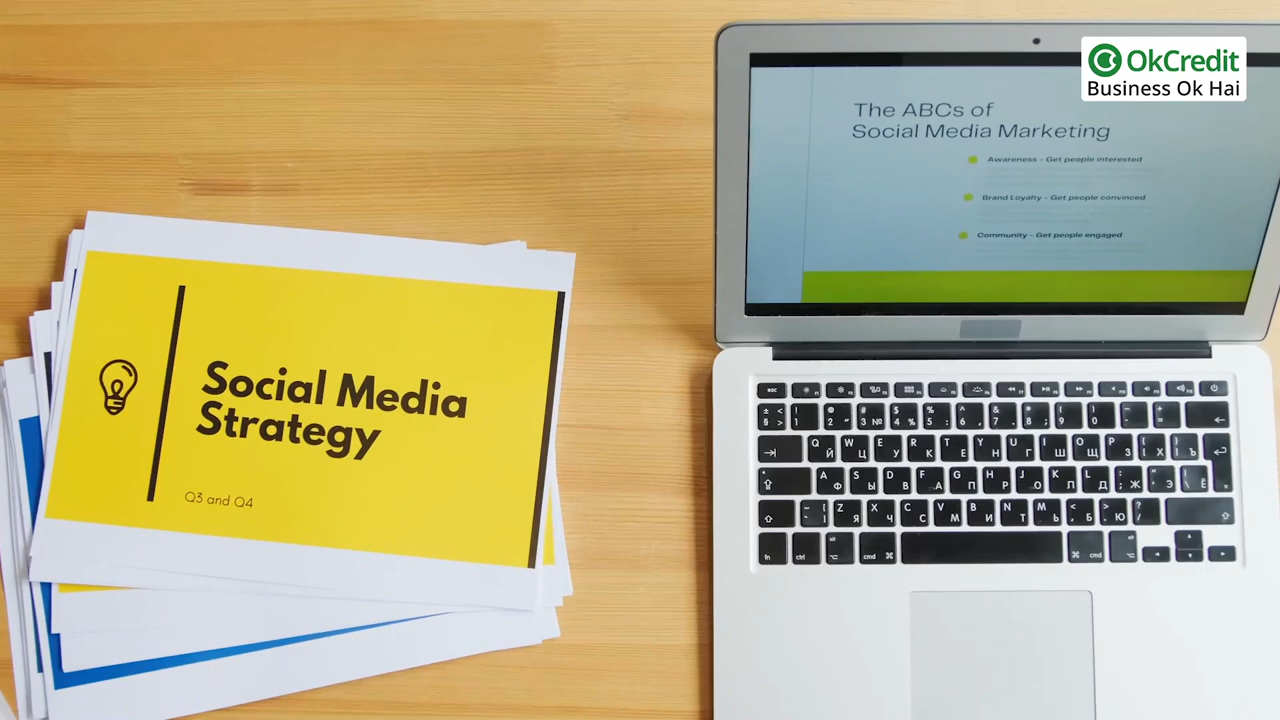 OkCredit
Business Ok Hai
The ABCs of
Social Media Marketing
Awareness – Get people interested
Brand Loyalty – Get people convinced
Community – Get people engaged
Social Media
Strategy
Q3 and Q4